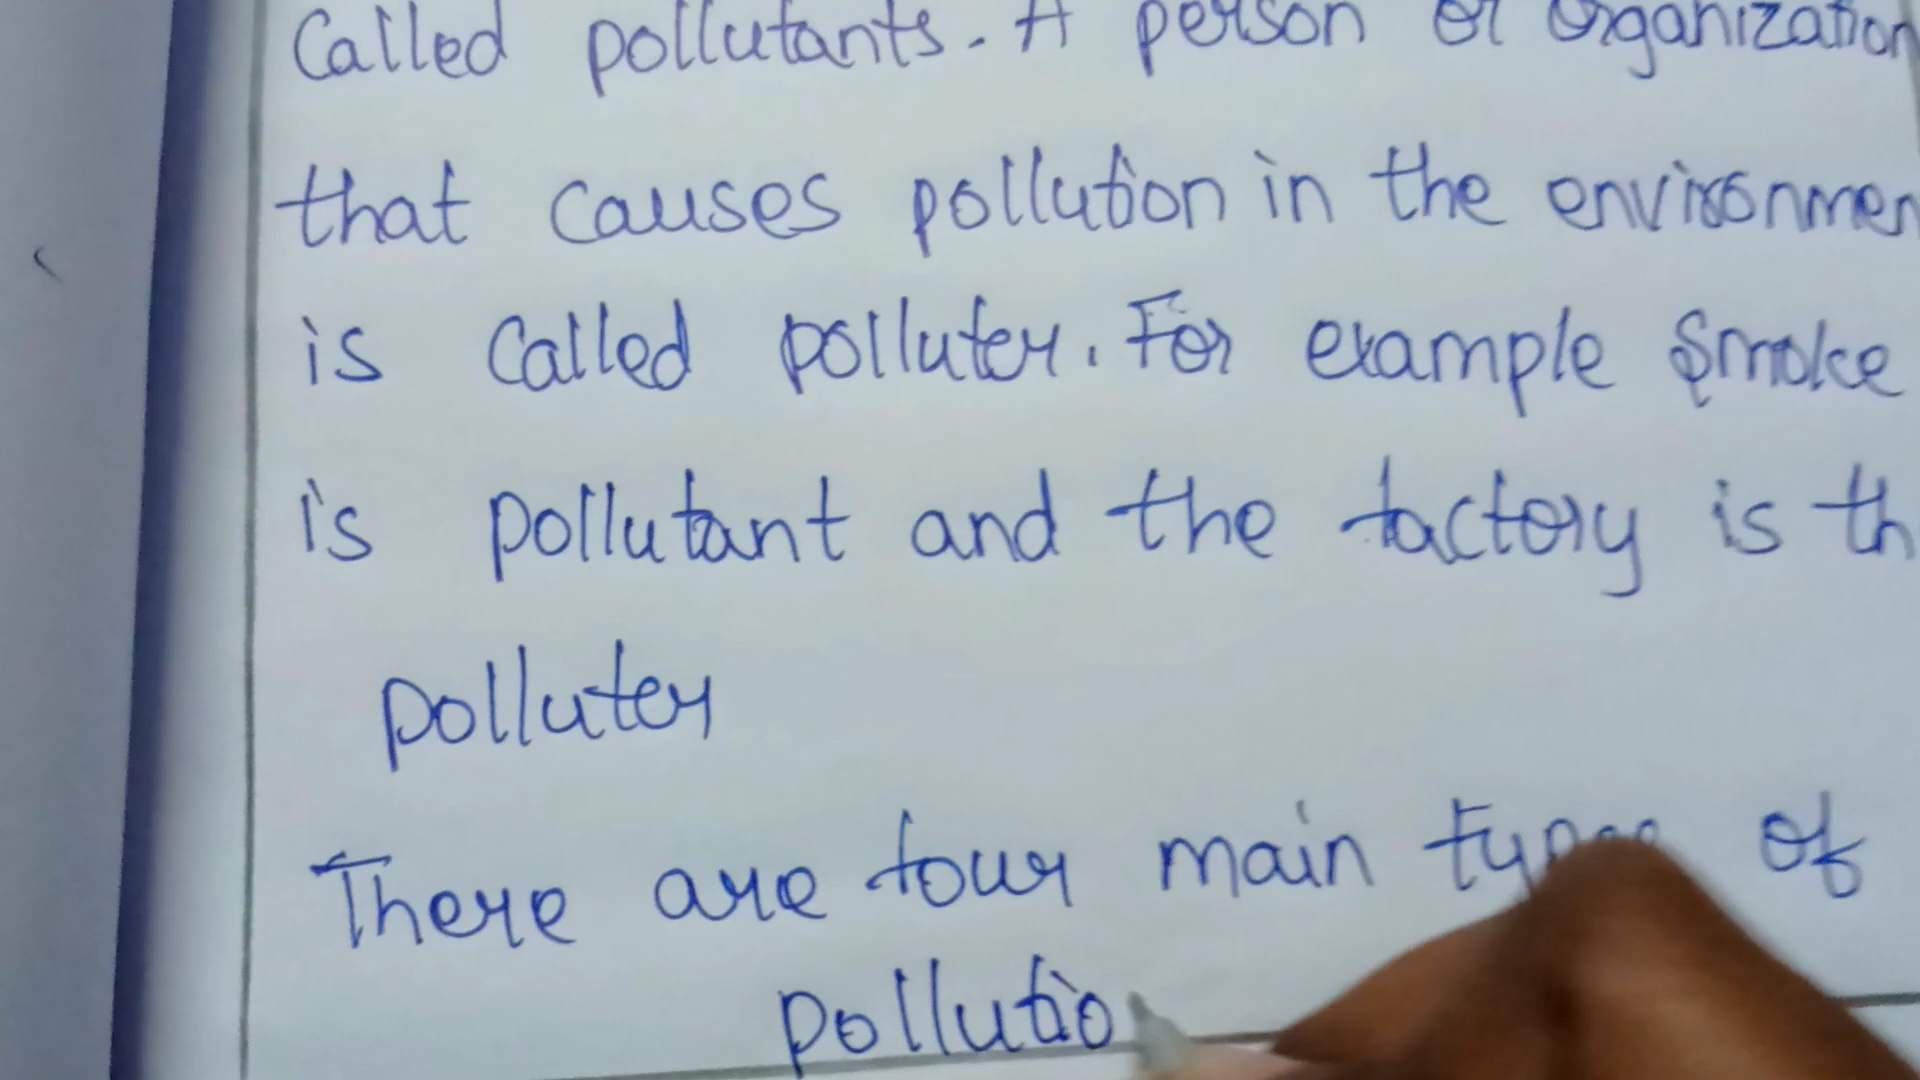 Called pollutants. A person or organization
that causes pollution in the environmen
is Called polluter. For example Smoke
is pollutant and the factory is th
polluter
There are four main types of
pollutio